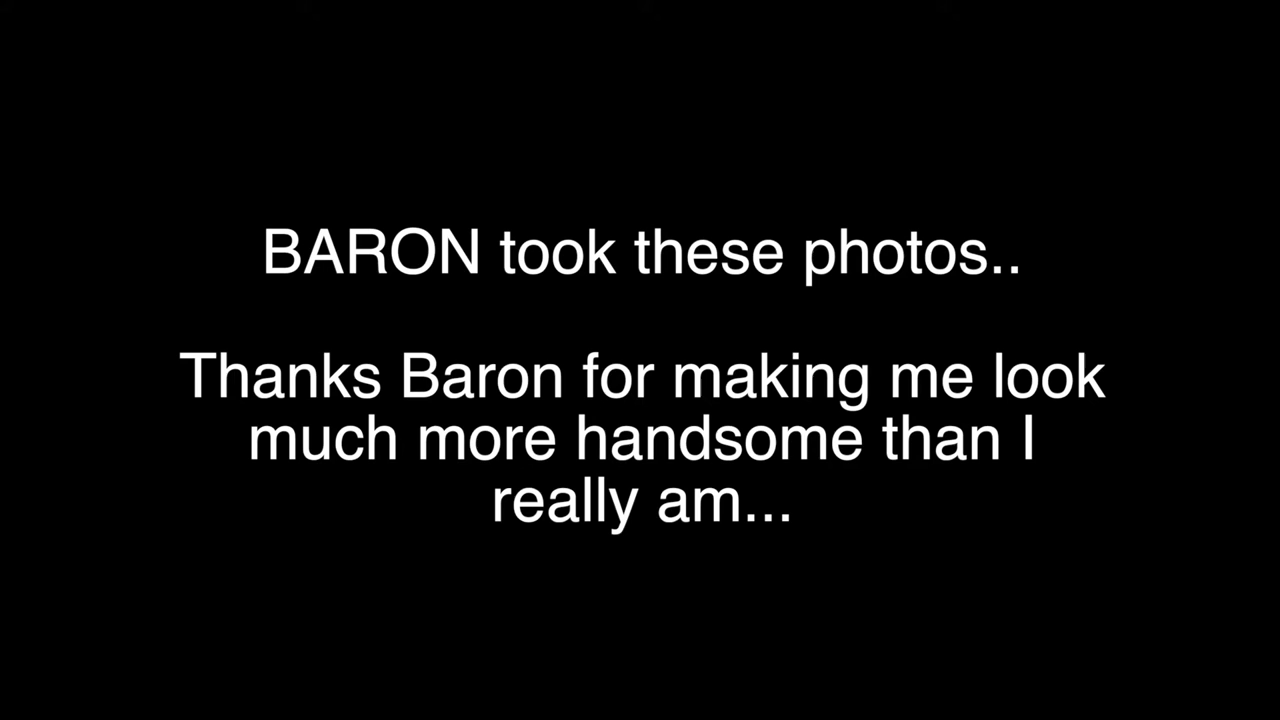 BARON took these photos..
Thanks Baron for making me look
much more handsome than I
really am...